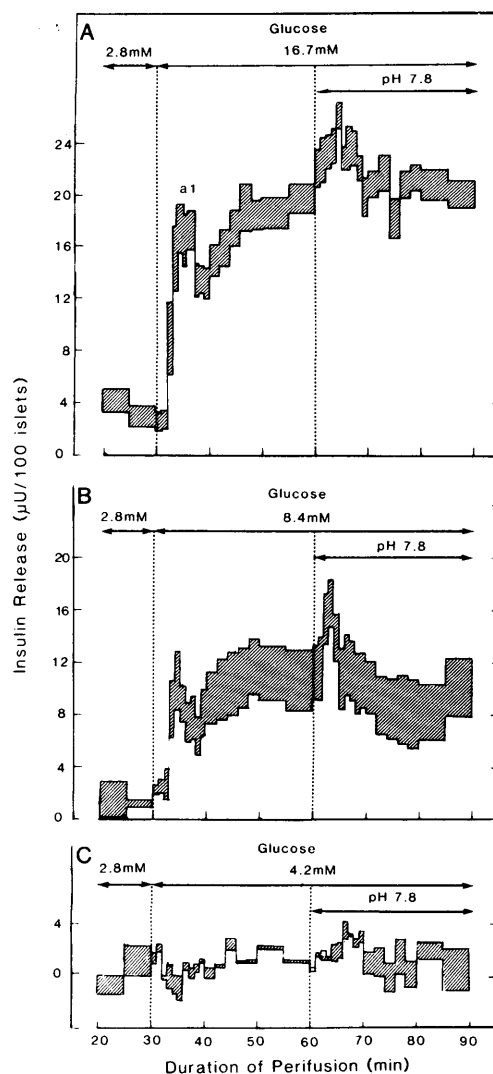 A
Glucose
2.8mM 16.7mM
pH 7.8
24
20
16
12
8
4
0
a1
B
Glucose
2.8mM 8.4mM
pH 7.8
20
16
12
8
4
0
C
Glucose
2.8mM 4.2mM
pH 7.8
4
0
20 30 40 50 60 70 80 90
Duration of Perifusion (min)
Insulin Release (μU/100 islets)